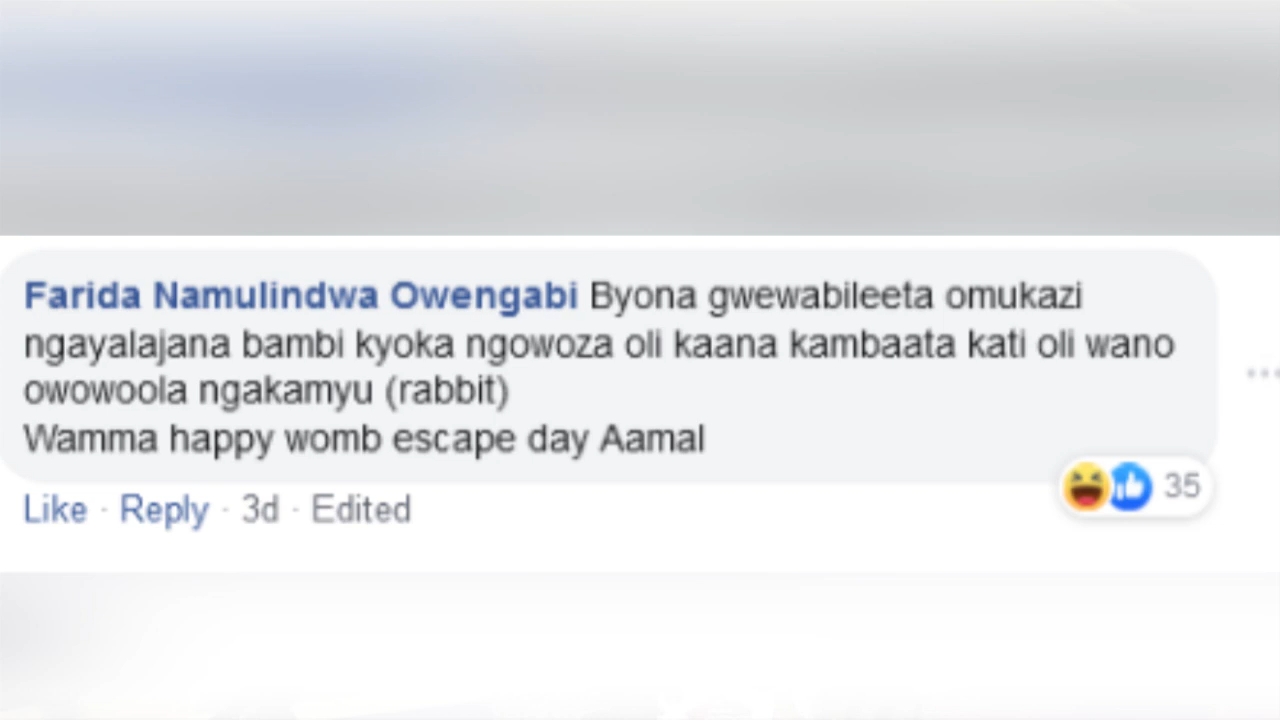 Farida Namulindwa Owengabi Byona gwewabileeta omukazi
ngayalajana bambi kyoka ngowoza oli kaana kambaata kati oli wano
owowoola ngakamyu (rabbit)
Wamma happy womb escape day Aamal
Like · Reply · 3d · Edited
35